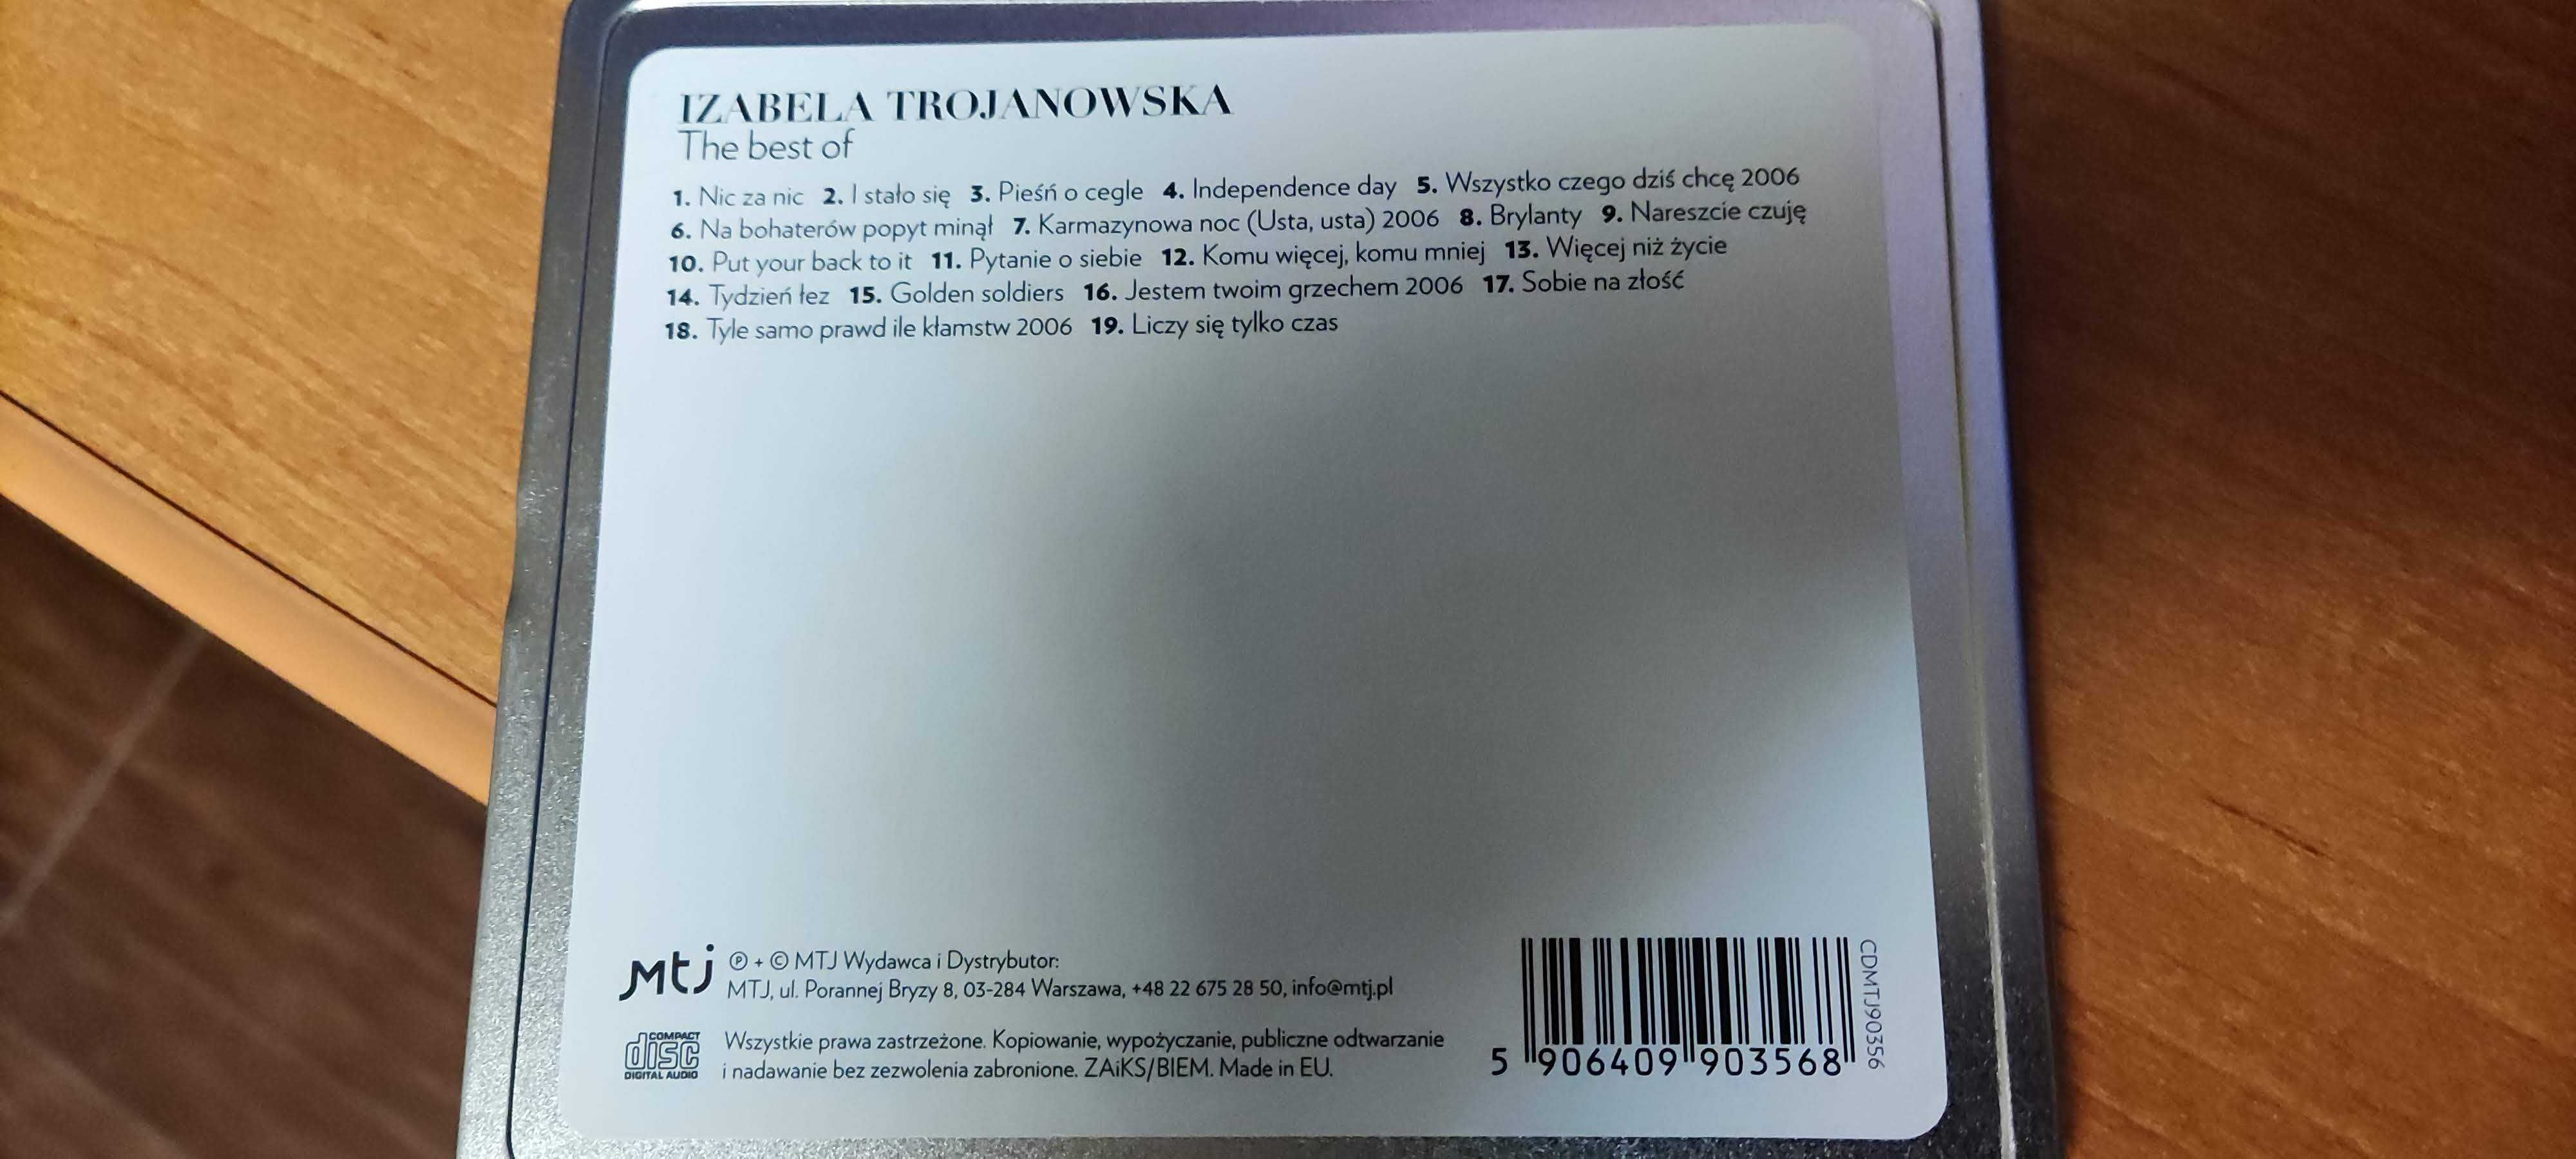 IZABELA TROJANOWSKA
The best of
1. Nic za nic 2. I stało się 3. Pieśń o cegle 4. Independence day 5. Wszystko czego dziś chcę 2006
6. Na bohaterów popyt minął 7. Karmazynowa noc (Usta, usta) 2006 8. Brylanty 9. Nareszcie czuję
10. Put your back to it 11. Pytanie o siebie 12. Komu więcej, komu mniej 13. Więcej niż życie
14. Tydzień łez 15. Golden soldiers 16. Jestem twoim grzechem 2006 17. Sobie na złość
18. Tyle samo prawd ile kłamstw 2006 19. Liczy się tylko czas
mtj
Ⓟ + © MTJ Wydawca i Dystrybutor:
MTJ, ul. Porannej Bryzy 8, 03-284 Warszawa, +48 22 675 28 50, info@mtj.pl
COMPACT
disc
DIGITAL AUDIO
Wszystkie prawa zastrzeżone. Kopiowanie, wypożyczanie, publiczne odtwarzanie
i nadawanie bez zezwolenia zabronione. ZAiKS/BIEM. Made in EU.
5 906409 903568
CDMTJ90356